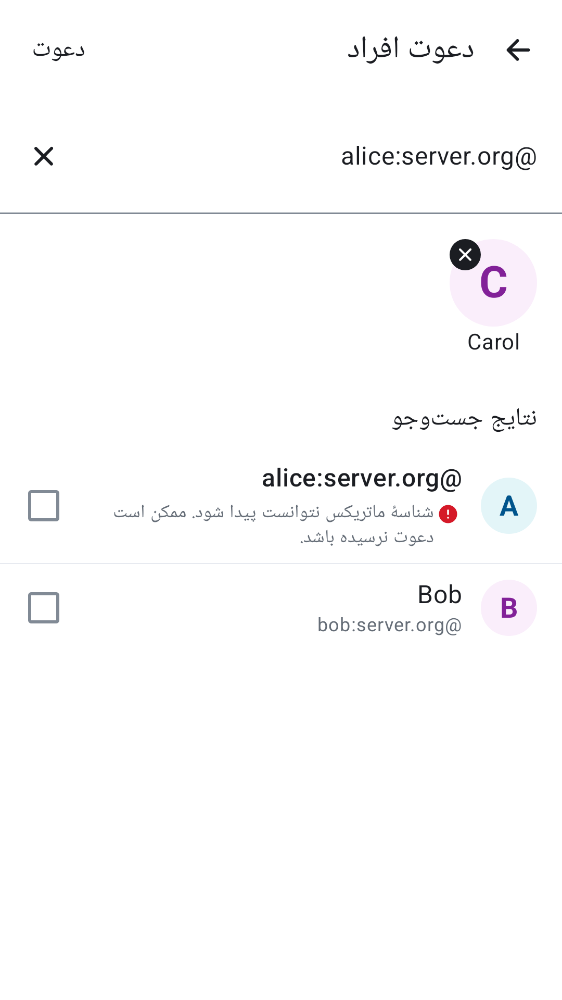 دعوت افراد
دعوت
@alice:server.org
C
Carol
نتایج جست‌وجو
A
@alice:server.org
شناسهٔ ماتریکس نتوانست پیدا شود. ممکن است
دعوت نرسیده باشد.
B
Bob
@bob:server.org